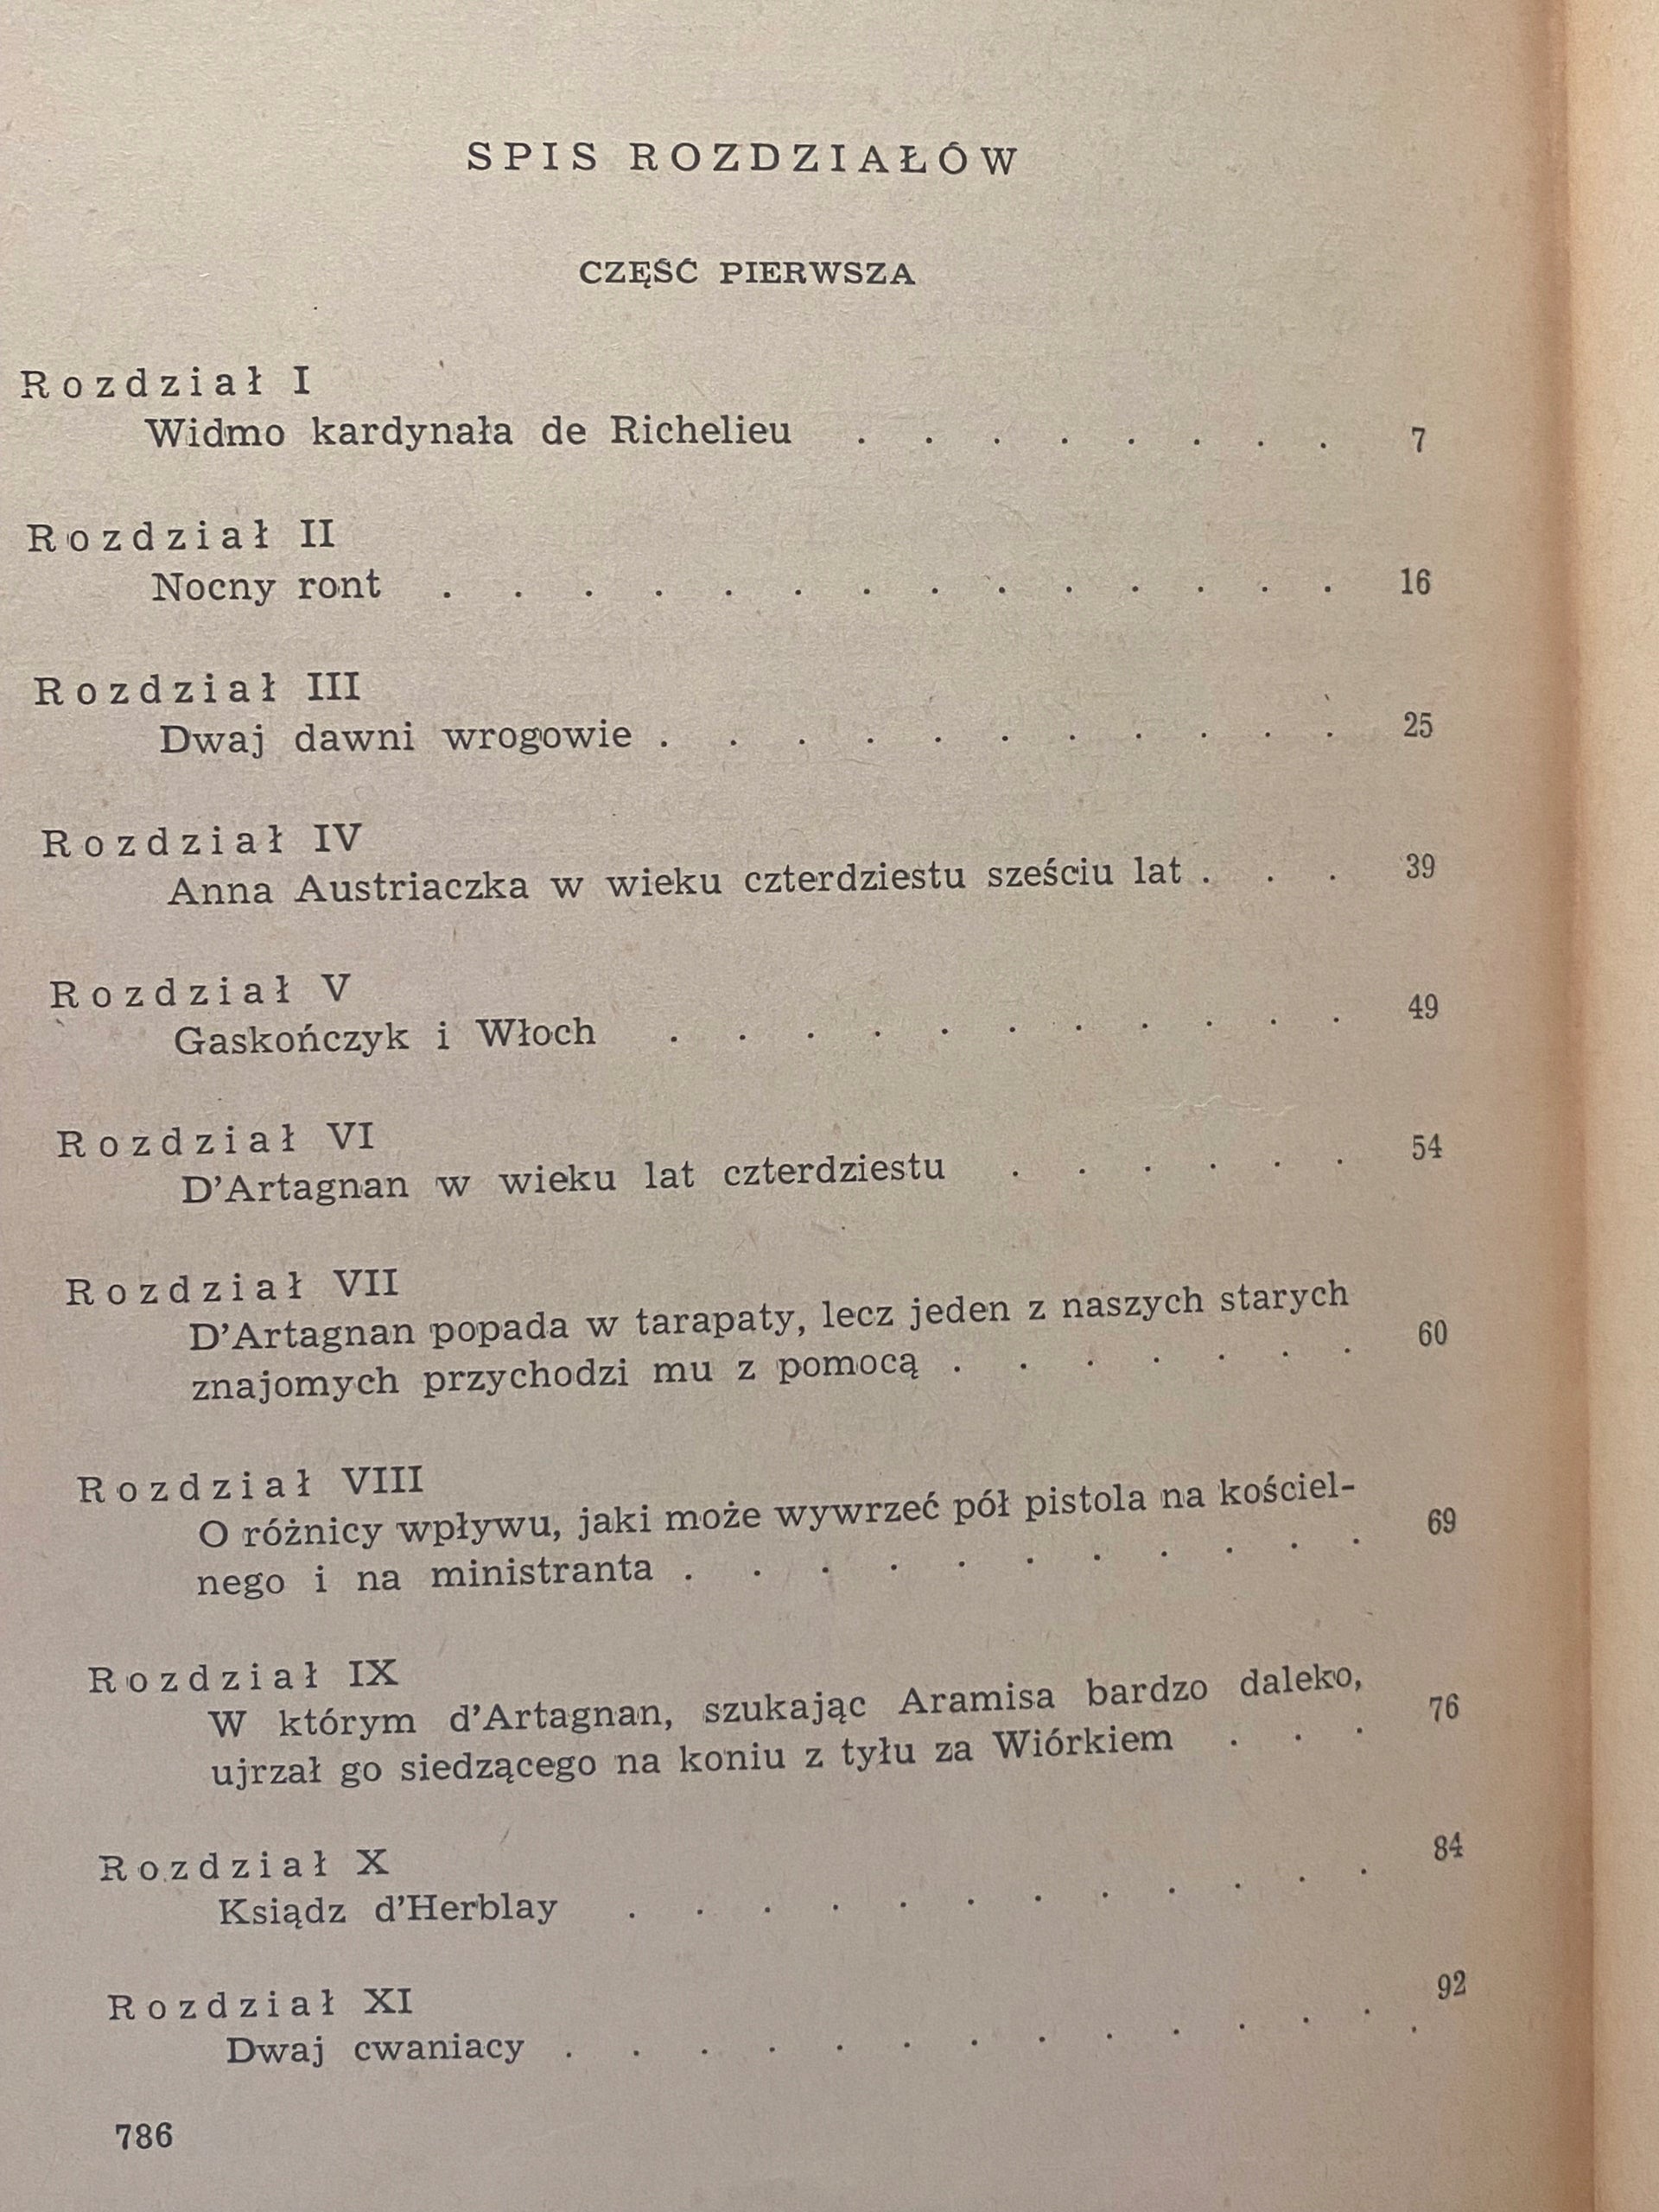 SPIS ROZDZIAŁÓW
CZĘŚĆ PIERWSZA
Rozdział I
Widmo kardynała de Richelieu . . . . . . . . 7
Rozdział II
Nocny ront . . . . . . . . . . . . . . 16
Rozdział III
Dwaj dawni wrogowie . . . . . . . . . . . 25
Rozdział IV
Anna Austriaczka w wieku czterdziestu sześciu lat . . . 39
Rozdział V
Gaskończyk i Włoch . . . . . . . . . . . 49
Rozdział VI
D'Artagnan w wieku lat czterdziestu . . . . . . 54
Rozdział VII
D'Artagnan popada w tarapaty, lecz jeden z naszych starych
znajomych przychodzi mu z pomocą . . . . . . . 60
Rozdział VIII
O różnicy wpływu, jaki może wywrzeć pół pistola na kościel-
nego i na ministranta . . . . . . . . . . . 69
Rozdział IX
W którym d'Artagnan, szukając Aramisa bardzo daleko,
ujrzał go siedzącego na koniu z tyłu za Wiórkiem . . . 76
Rozdział X
Ksiądz d'Herblay . . . . . . . . . . . . 84
Rozdział XI
Dwaj cwaniacy . . . . . . . . . . . . . . 92
786